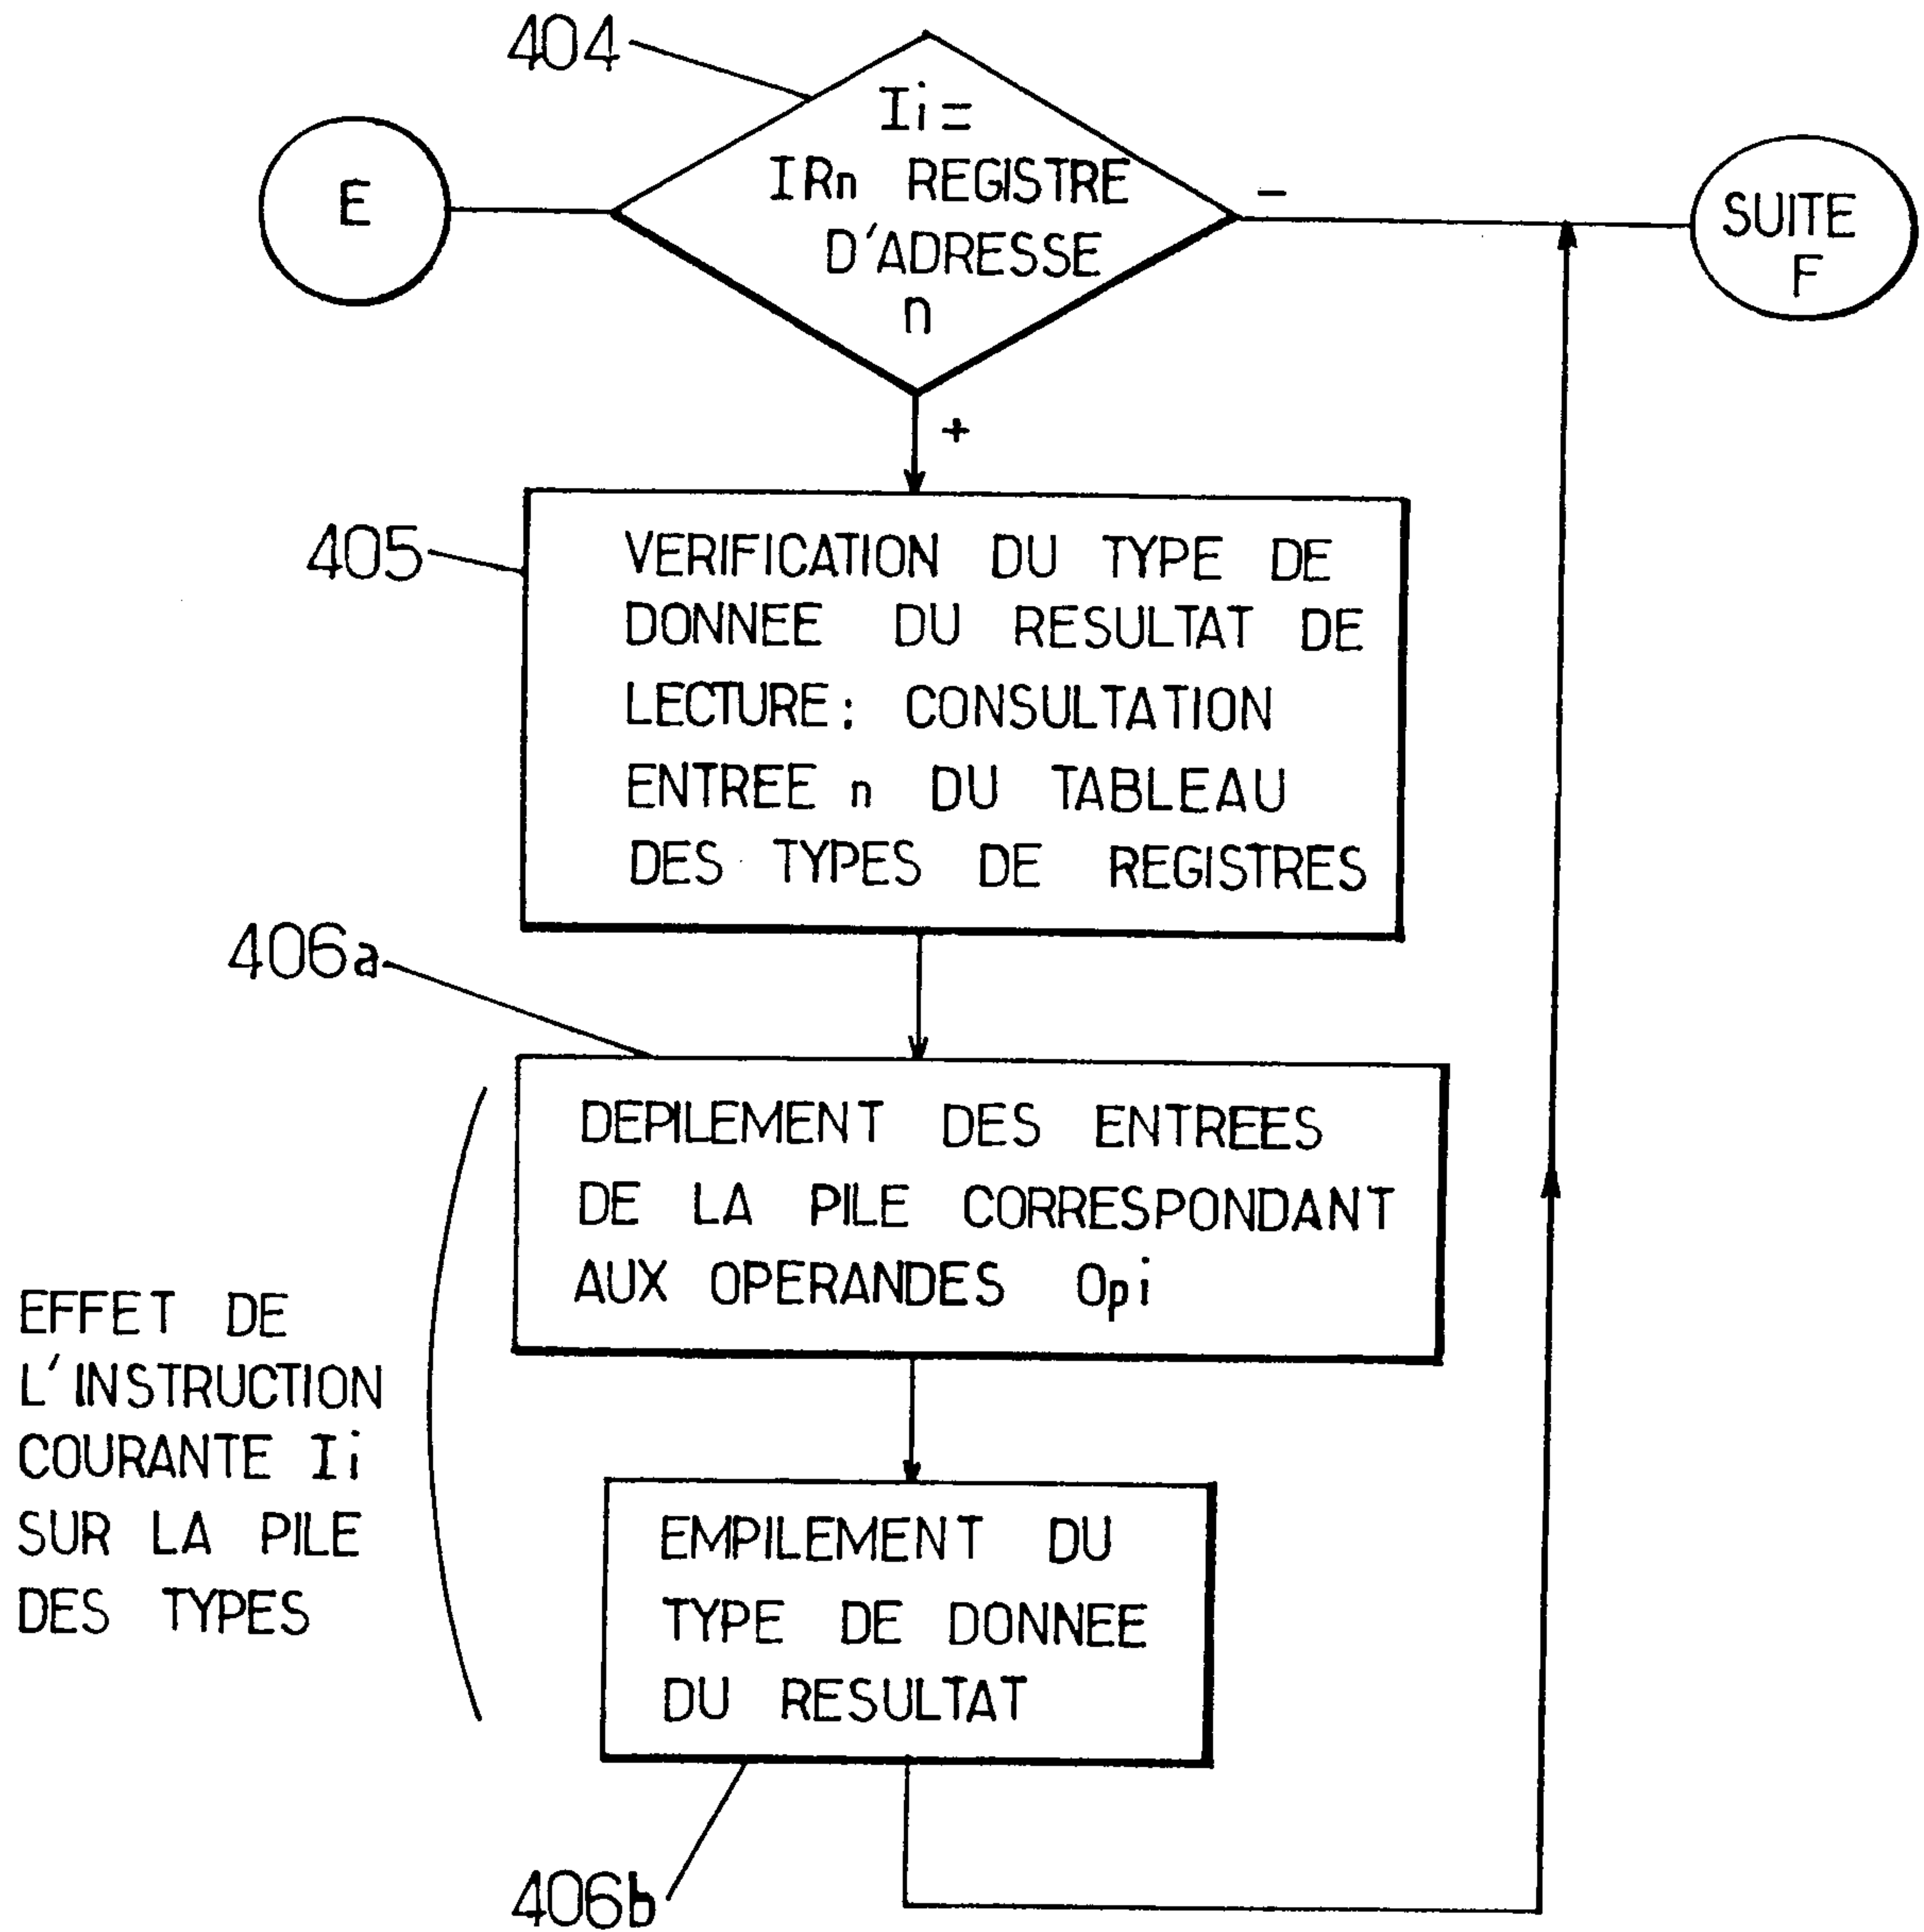 404
Ii=
IRn REGISTRE
D'ADRESSE
n
E
-
SUITE
F
+
405
VERIFICATION DU TYPE DE
DONNEE DU RESULTAT DE
LECTURE: CONSULTATION
ENTREE n DU TABLEAU
DES TYPES DE REGISTRES
406a
DEPILEMENT DES ENTREES
DE LA PILE CORRESPONDANT
AUX OPERANDES Opi
EFFET DE
L'INSTRUCTION
COURANTE Ii
SUR LA PILE
DES TYPES
EMPILEMENT DU
TYPE DE DONNEE
DU RESULTAT
406b